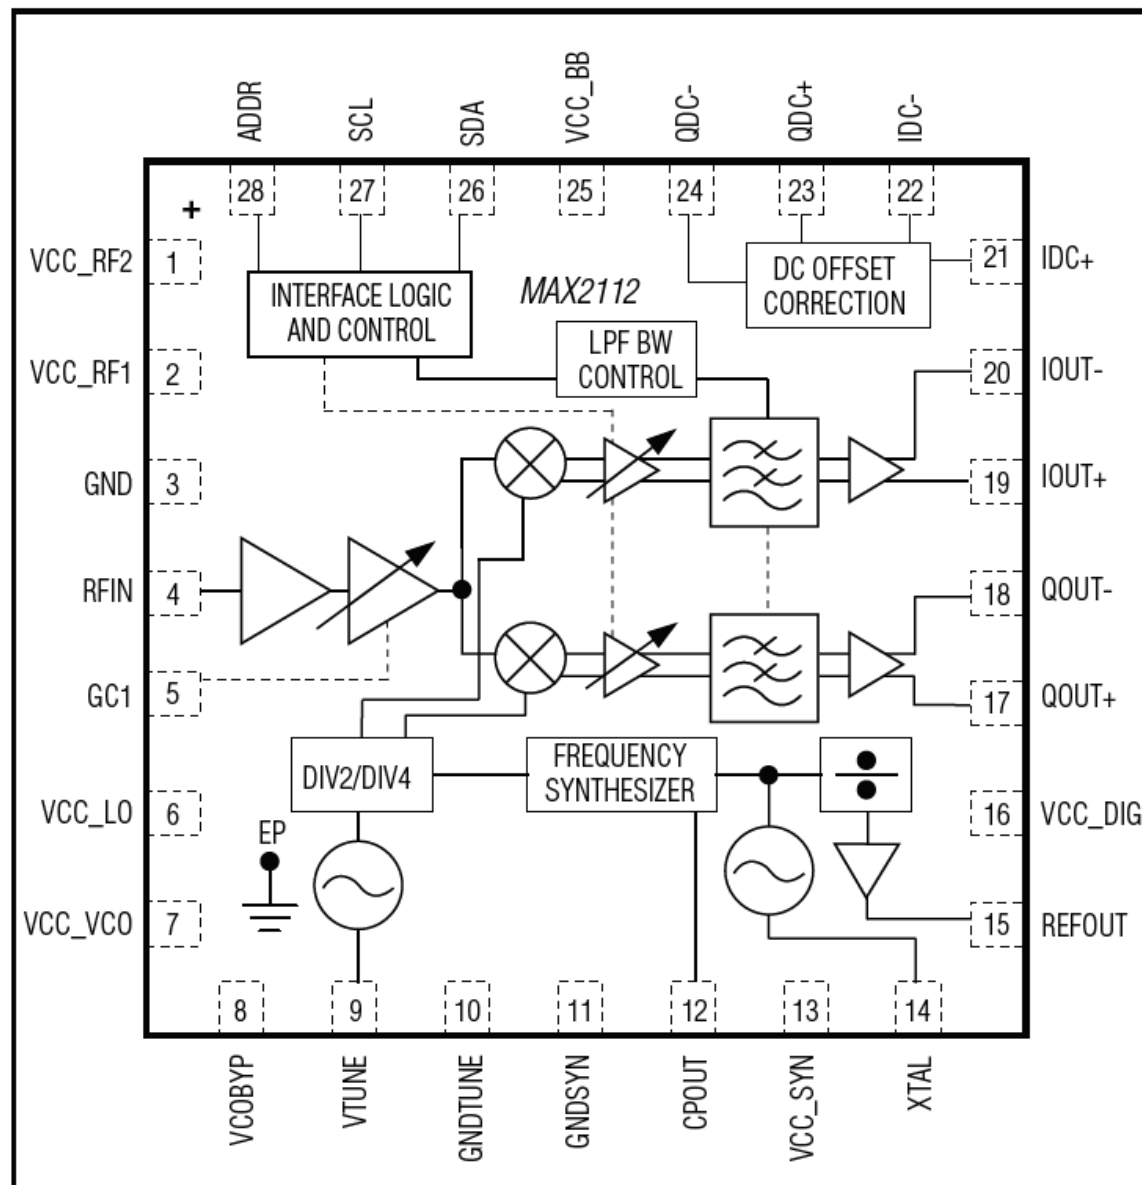 ADDR
SCL
SDA
VCC_BB
QDC-
QDC+
IDC-
28
27
26
25
24
23
22
+
VCC_RF2
1
21
IDC+
INTERFACE LOGIC
AND CONTROL
MAX2112
DC OFFSET
CORRECTION
LPF BW
CONTROL
VCC_RF1
2
20
IOUT-
GND
3
19
IOUT+
RFIN
4
18
QOUT-
GC1
5
17
QOUT+
DIV2/DIV4
FREQUENCY
SYNTHESIZER
VCC_LO
6
16
VCC_DIG
EP
VCC_VCO
7
15
REFOUT
8
9
10
11
12
13
14
VCOBYP
VTUNE
GNDTUNE
GNDSYN
CPOUT
VCC_SYN
XTAL